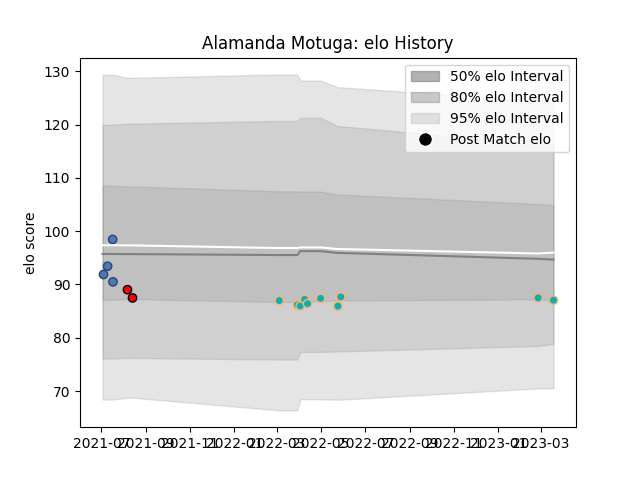 Alamanda Motuga: elo History
50% elo Interval
80% elo Interval
95% elo Interval
Post Match elo
elo score
130
120
110
100
90
80
70
2021-07 2021-09 2021-11 2022-01 2022-03 2022-05 2022-07 2022-09 2022-11 2023-01 2023-03